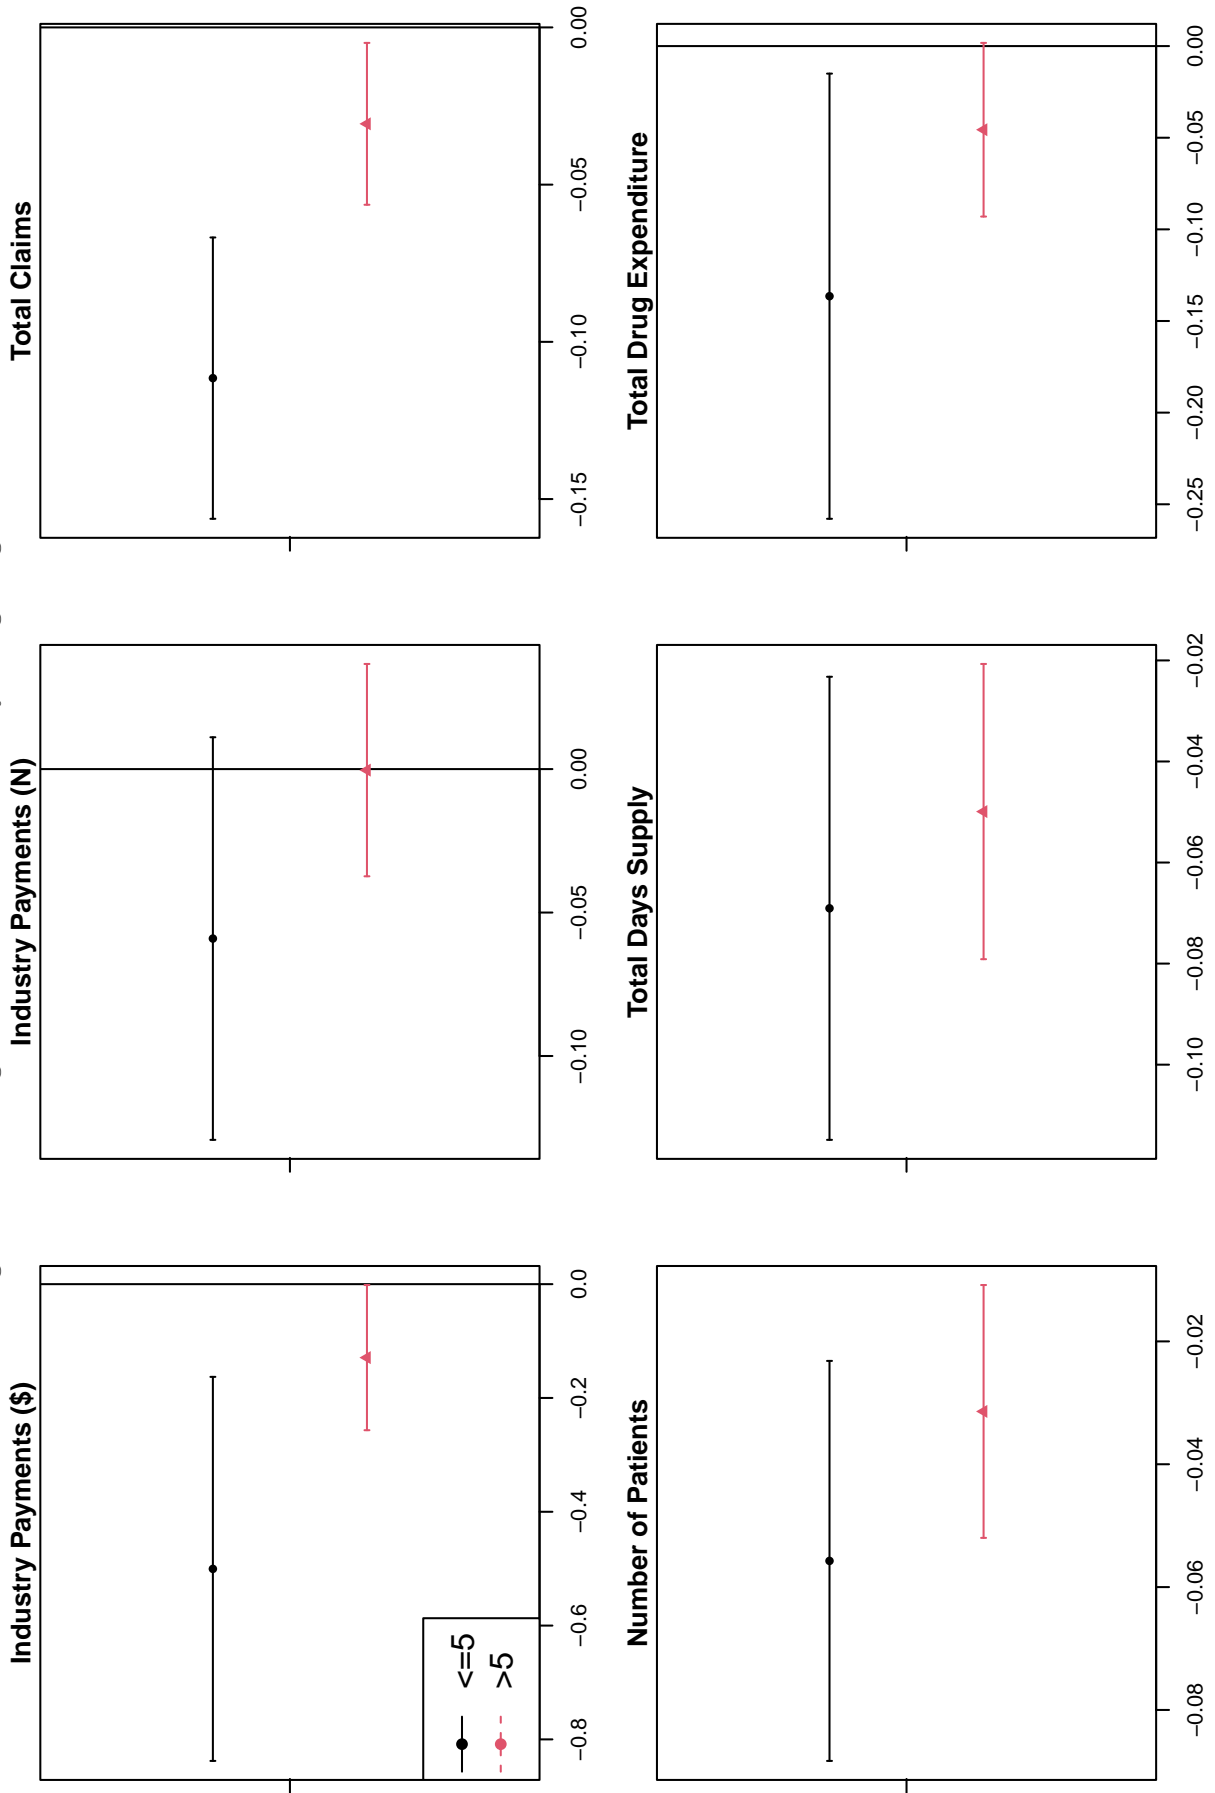 Industry Payments ($)
−0.8 −0.6 −0.4 −0.2 0.0
<=5
>5
Industry Payments (N)
−0.10 −0.05 0.00
Total Claims
−0.15 −0.10 −0.05 0.00
Number of Patients
−0.08 −0.06 −0.04 −0.02
Total Days Supply
−0.10 −0.08 −0.06 −0.04 −0.02
Total Drug Expenditure
−0.25 −0.20 −0.15 −0.10 −0.05 0.00